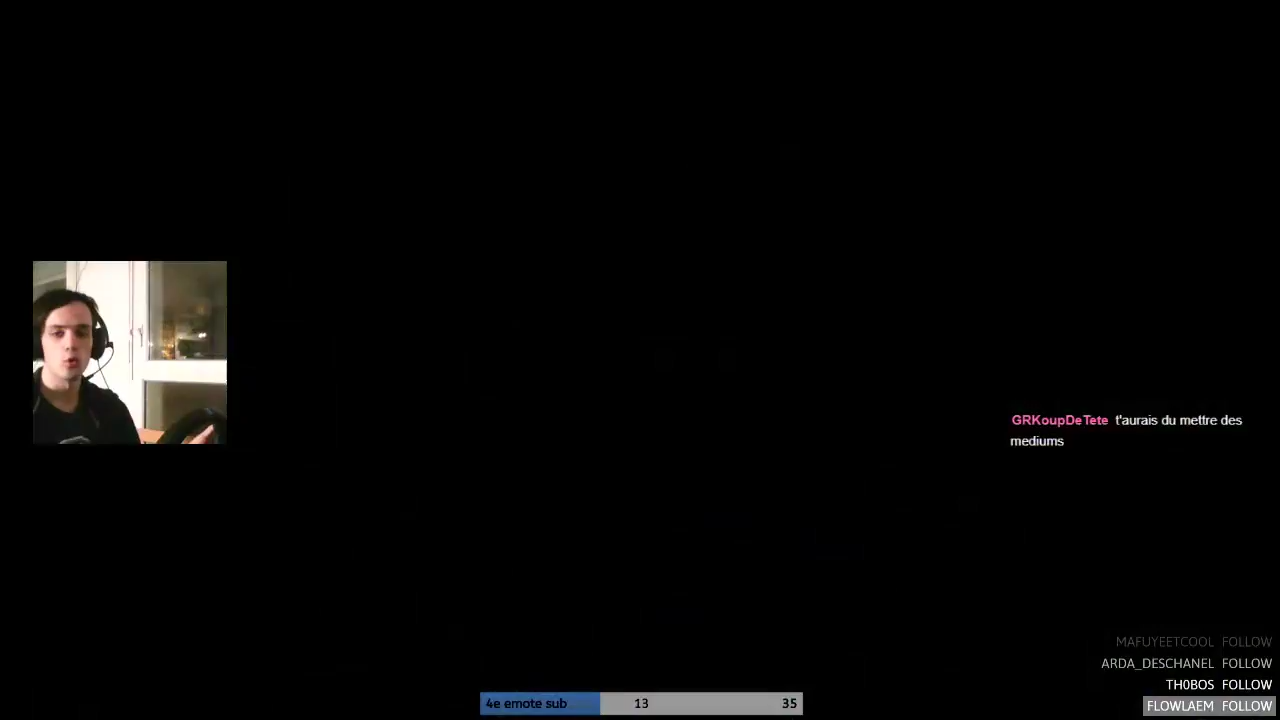 GRKoupDeTete t'aurais du mettre des
mediums
MAFUYEETCOOL FOLLOW
ARDA_DESCHANEL FOLLOW
TH0BOS FOLLOW
FLOWLAEM FOLLOW
4e emote sub 13 35